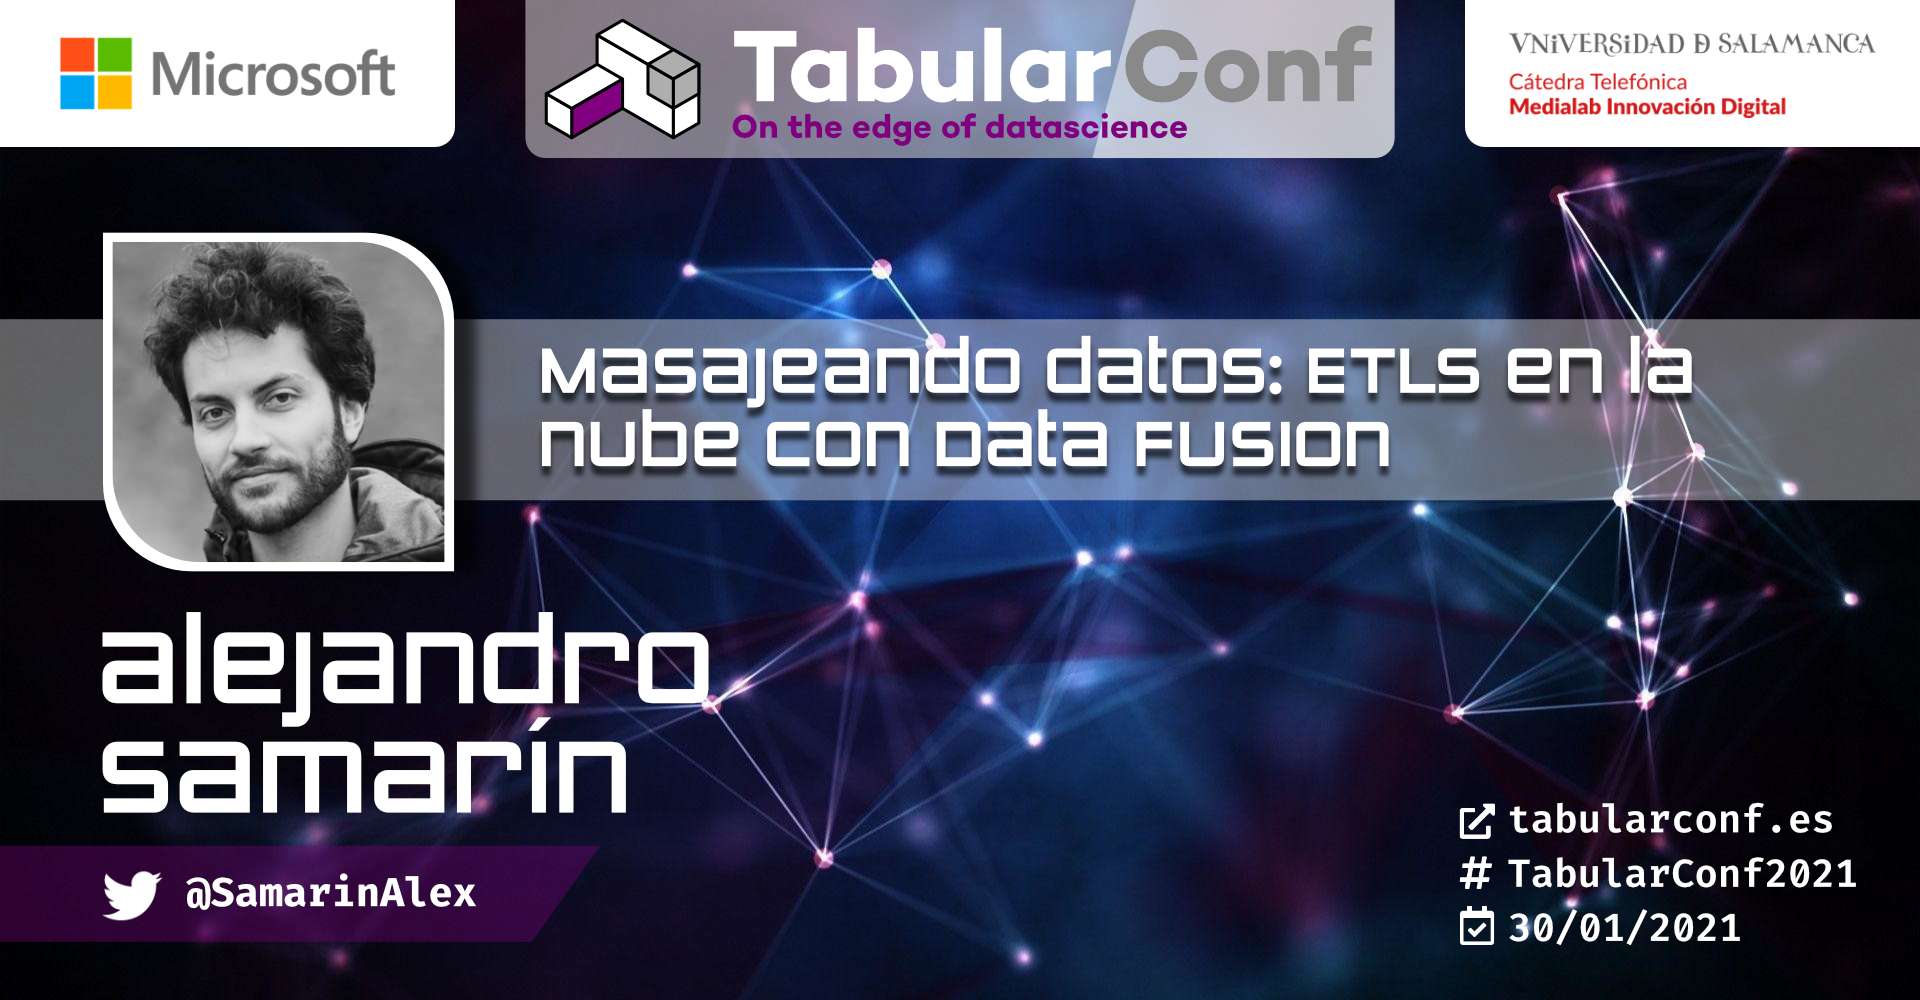 Microsoft
TabularConf
On the edge of datascience
VNiVERSiDAD Ð SALAMANCA
Cátedra Telefónica
Medialab Innovación Digital
Masajeando datos: ETLs en la
nube con Data Fusion
alejandro
samarín
@SamarinAlex
tabularconf.es
# TabularConf2021
30/01/2021